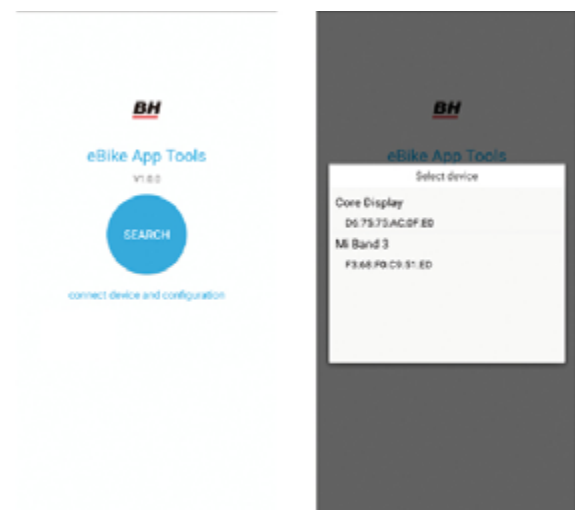 BH
eBike App Tools
V1.0.0
SEARCH
connect device and configuration
BH
eBike App Tools
Select device
Core Display
D6:75:75:AC:0F:E0
Mi Band 3
F3:68:F0:C9:51:ED